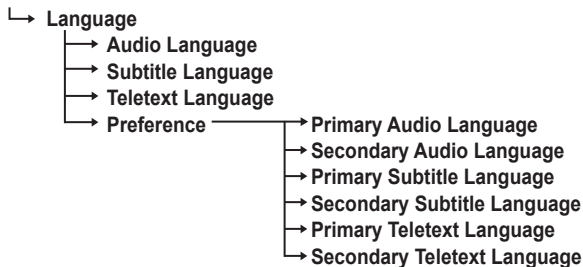 Language
Audio Language
Subtitle Language
Teletext Language
Preference
Primary Audio Language
Secondary Audio Language
Primary Subtitle Language
Secondary Subtitle Language
Primary Teletext Language
Secondary Teletext Language